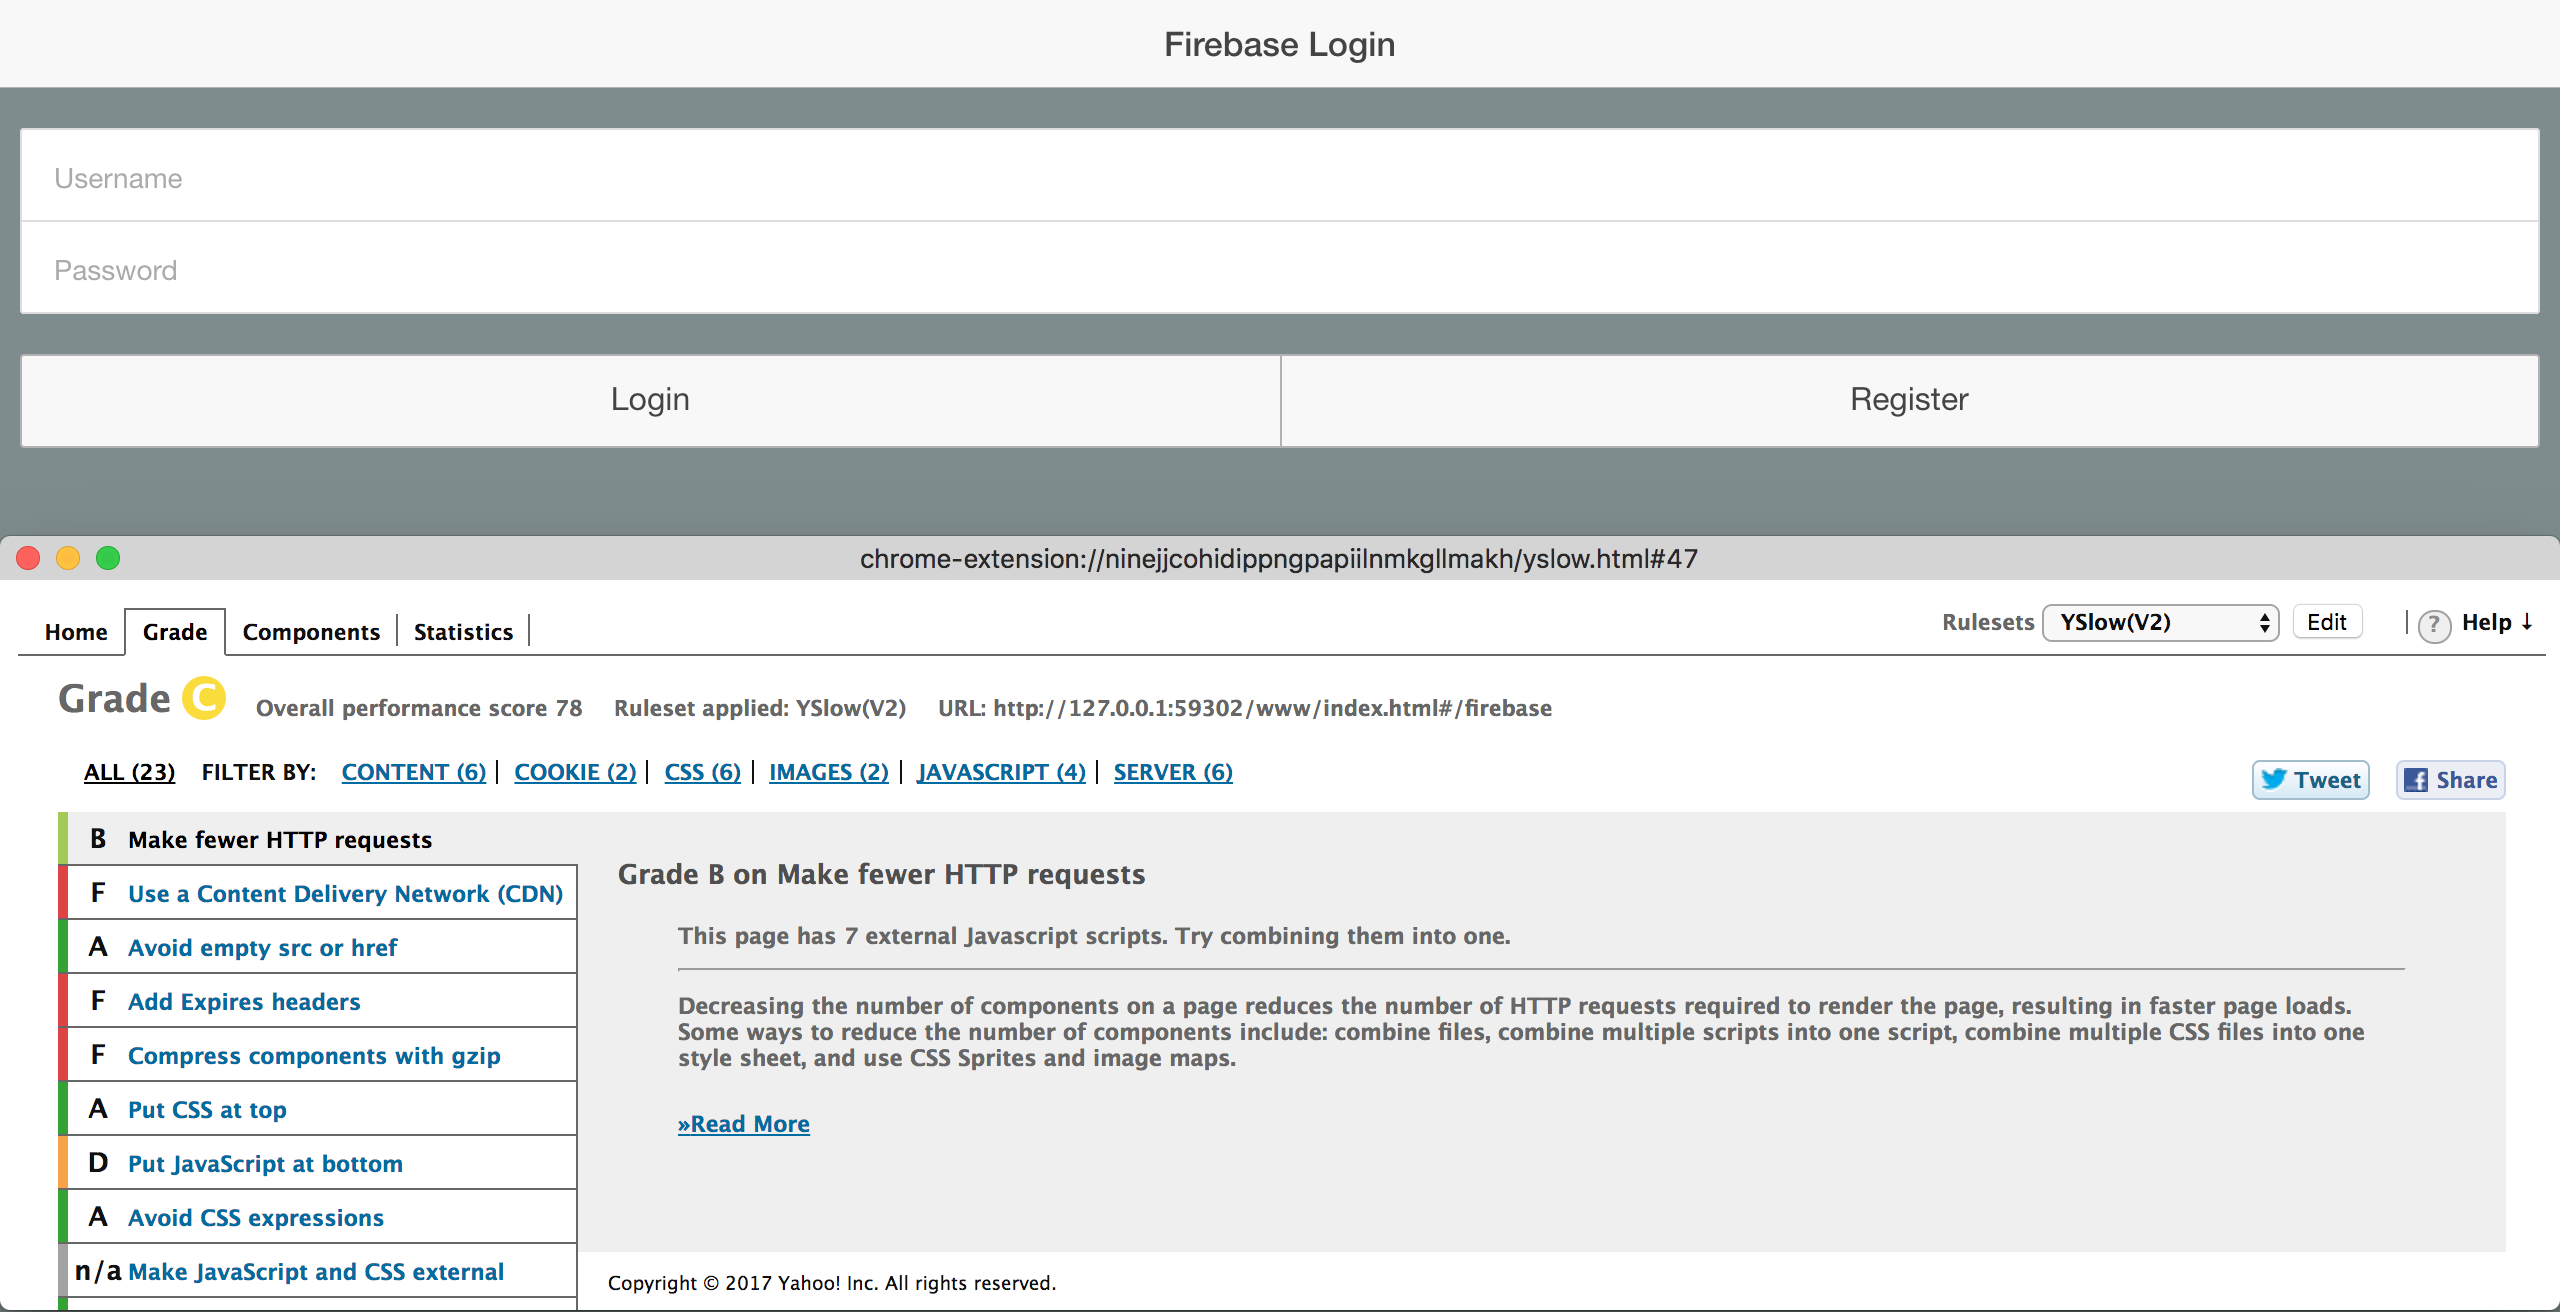 Firebase Login
Username
Password
Login Register
chrome-extension://ninejjcohidippngpapiilnmkgllmakh/yslow.html#47
Home Grade Components Statistics Rulesets YSlow(V2) Edit ? Help ↓
Grade C Overall performance score 78 Ruleset applied: YSlow(V2) URL: http://127.0.0.1:59302/www/index.html#/firebase
ALL (23) FILTER BY: CONTENT (6) | COOKIE (2) | CSS (6) | IMAGES (2) | JAVASCRIPT (4) | SERVER (6)
Tweet f Share
B Make fewer HTTP requests
F Use a Content Delivery Network (CDN)
A Avoid empty src or href
F Add Expires headers
F Compress components with gzip
A Put CSS at top
D Put JavaScript at bottom
A Avoid CSS expressions
n/a Make JavaScript and CSS external
Grade B on Make fewer HTTP requests
This page has 7 external Javascript scripts. Try combining them into one.
Decreasing the number of components on a page reduces the number of HTTP requests required to render the page, resulting in faster page loads.
Some ways to reduce the number of components include: combine files, combine multiple scripts into one script, combine multiple CSS files into one
style sheet, and use CSS Sprites and image maps.
»Read More
Copyright © 2017 Yahoo! Inc. All rights reserved.